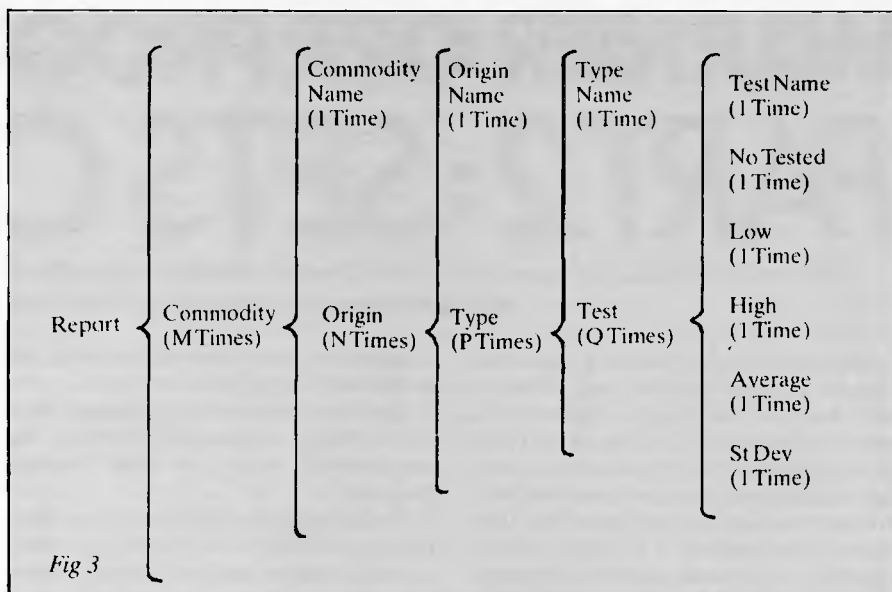 Commodity
Name
(1 Time)
Origin
Name
(1 Time)
Type
Name
(1 Time)
Test Name
(1 Time)
No Tested
(1 Time)
Low
(1 Time)
High
(1 Time)
Average
(1 Time)
St Dev
(1 Time)
Report
Commodity
(M Times)
Origin
(N Times)
Type
(P Times)
Test
(Q Times)
Fig 3